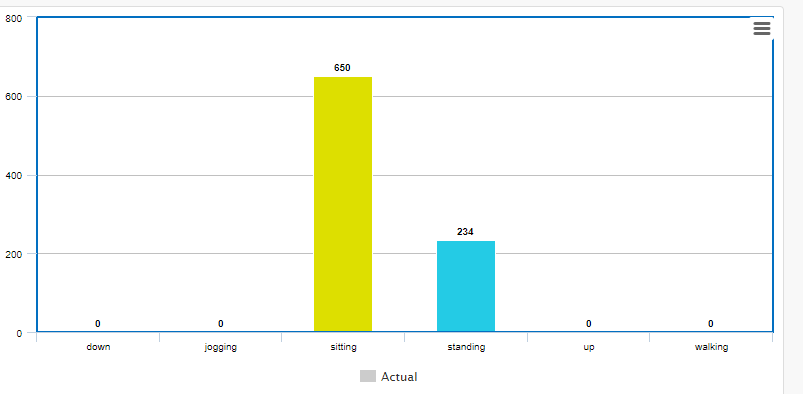 800
650
600
400
234
200
0
0
0
0
0
down
jogging
sitting
standing
up
walking
Actual